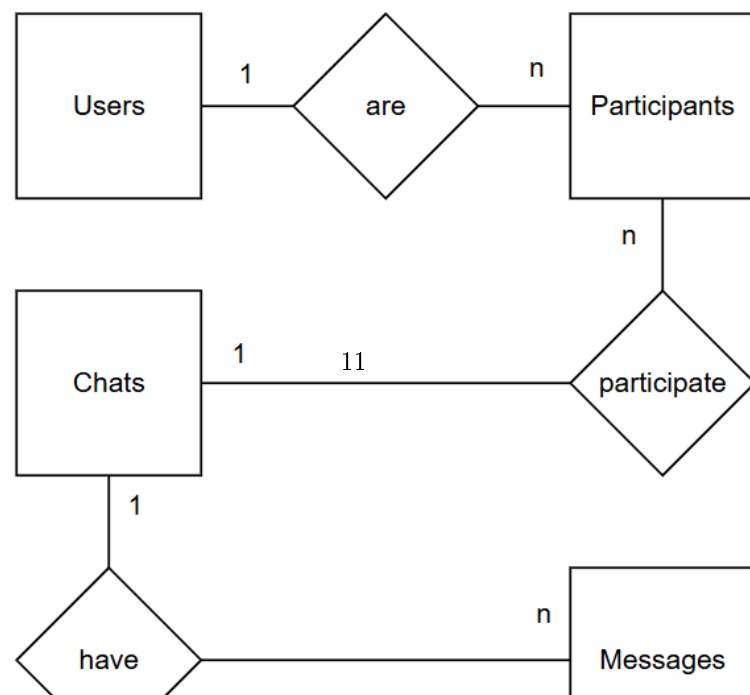 1
n
Users
are
Participants
n
1
11
Chats
participate
1
n
have
Messages